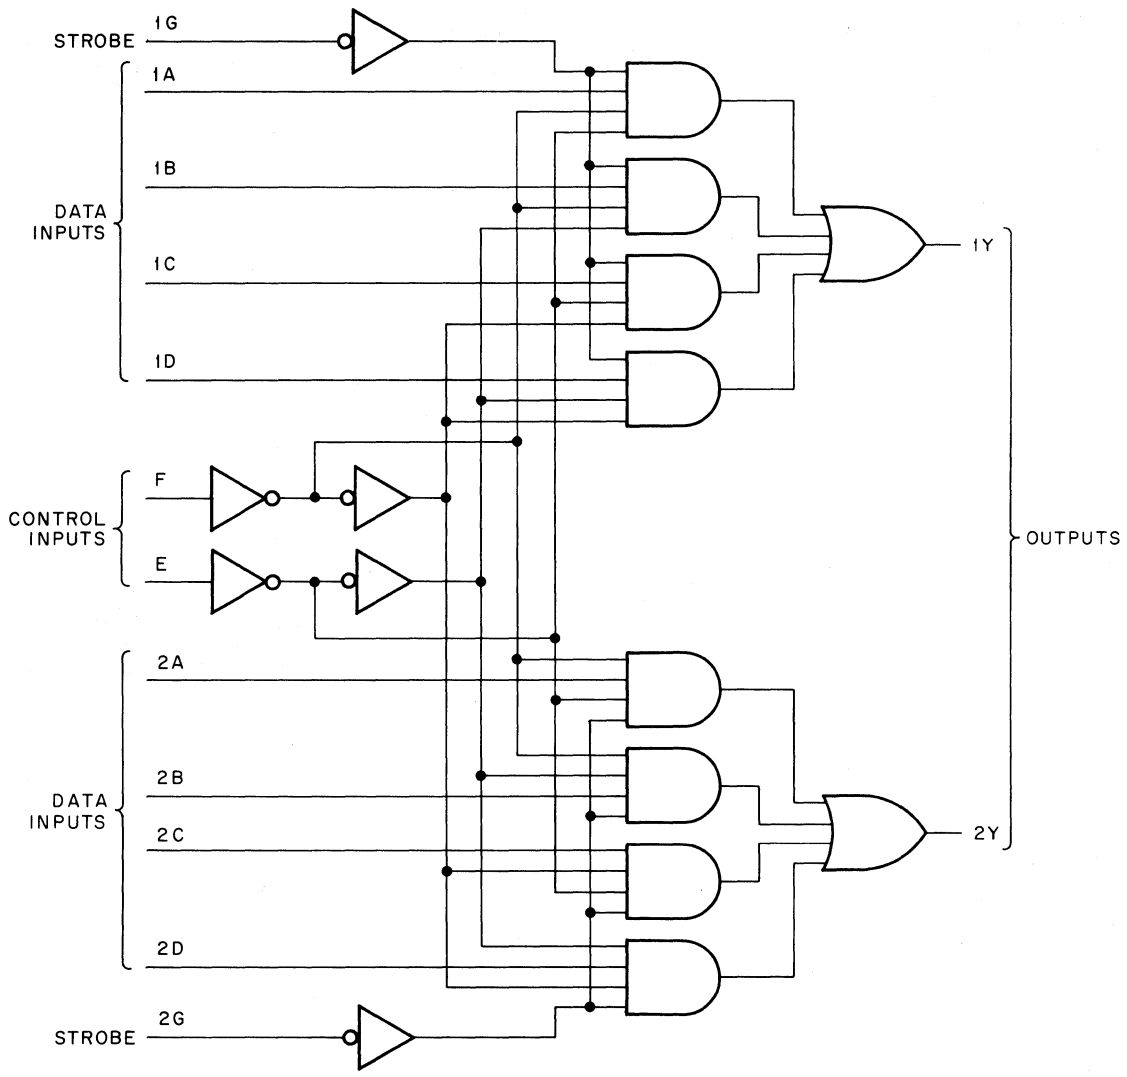 1G
STROBE
1A
1B
DATA
INPUTS
1Y
1C
1D
F
CONTROL
INPUTS
OUTPUTS
E
2A
2B
DATA
INPUTS
2C
2Y
2D
2G
STROBE